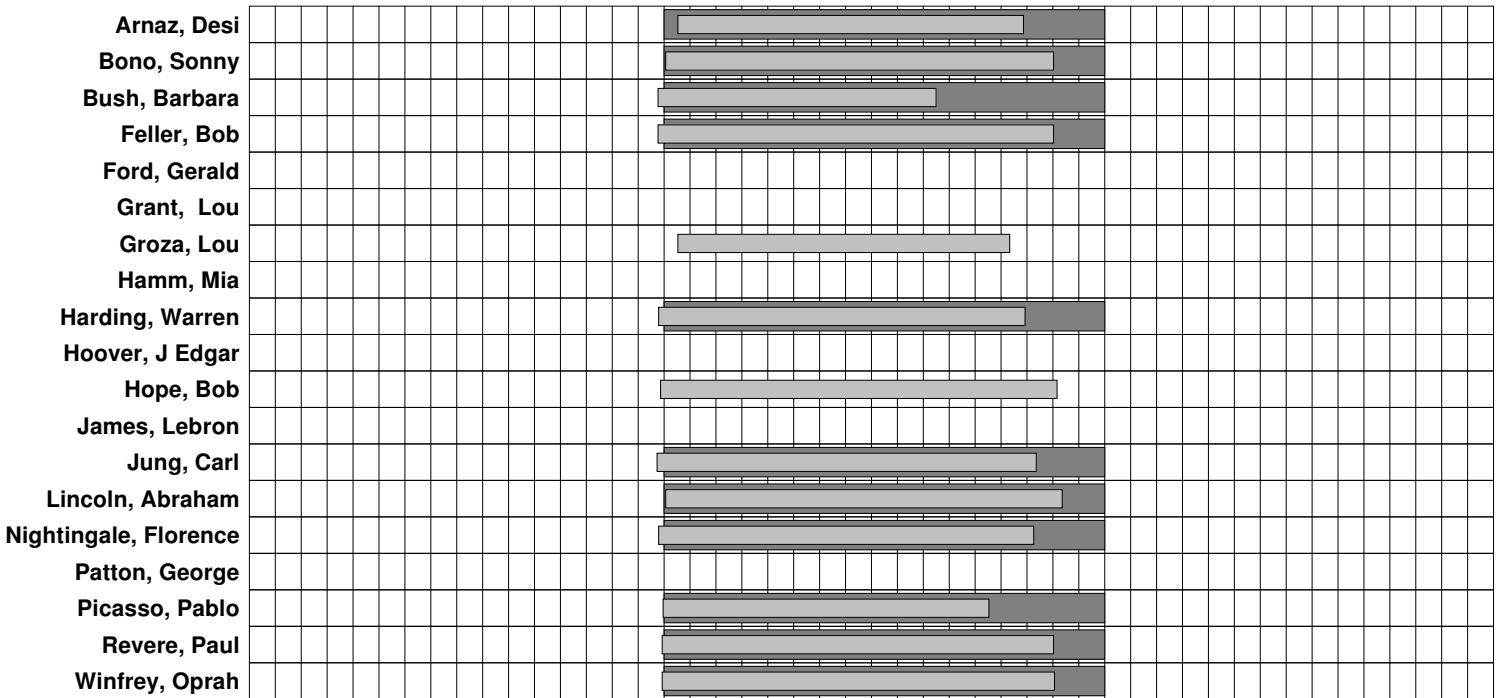 Arnaz, Desi
Bono, Sonny
Bush, Barbara
Feller, Bob
Ford, Gerald
Grant,  Lou
Groza, Lou
Hamm, Mia
Harding, Warren
Hoover, J Edgar
Hope, Bob
James, Lebron
Jung, Carl
Lincoln, Abraham
Nightingale, Florence
Patton, George
Picasso, Pablo
Revere, Paul
Winfrey, Oprah